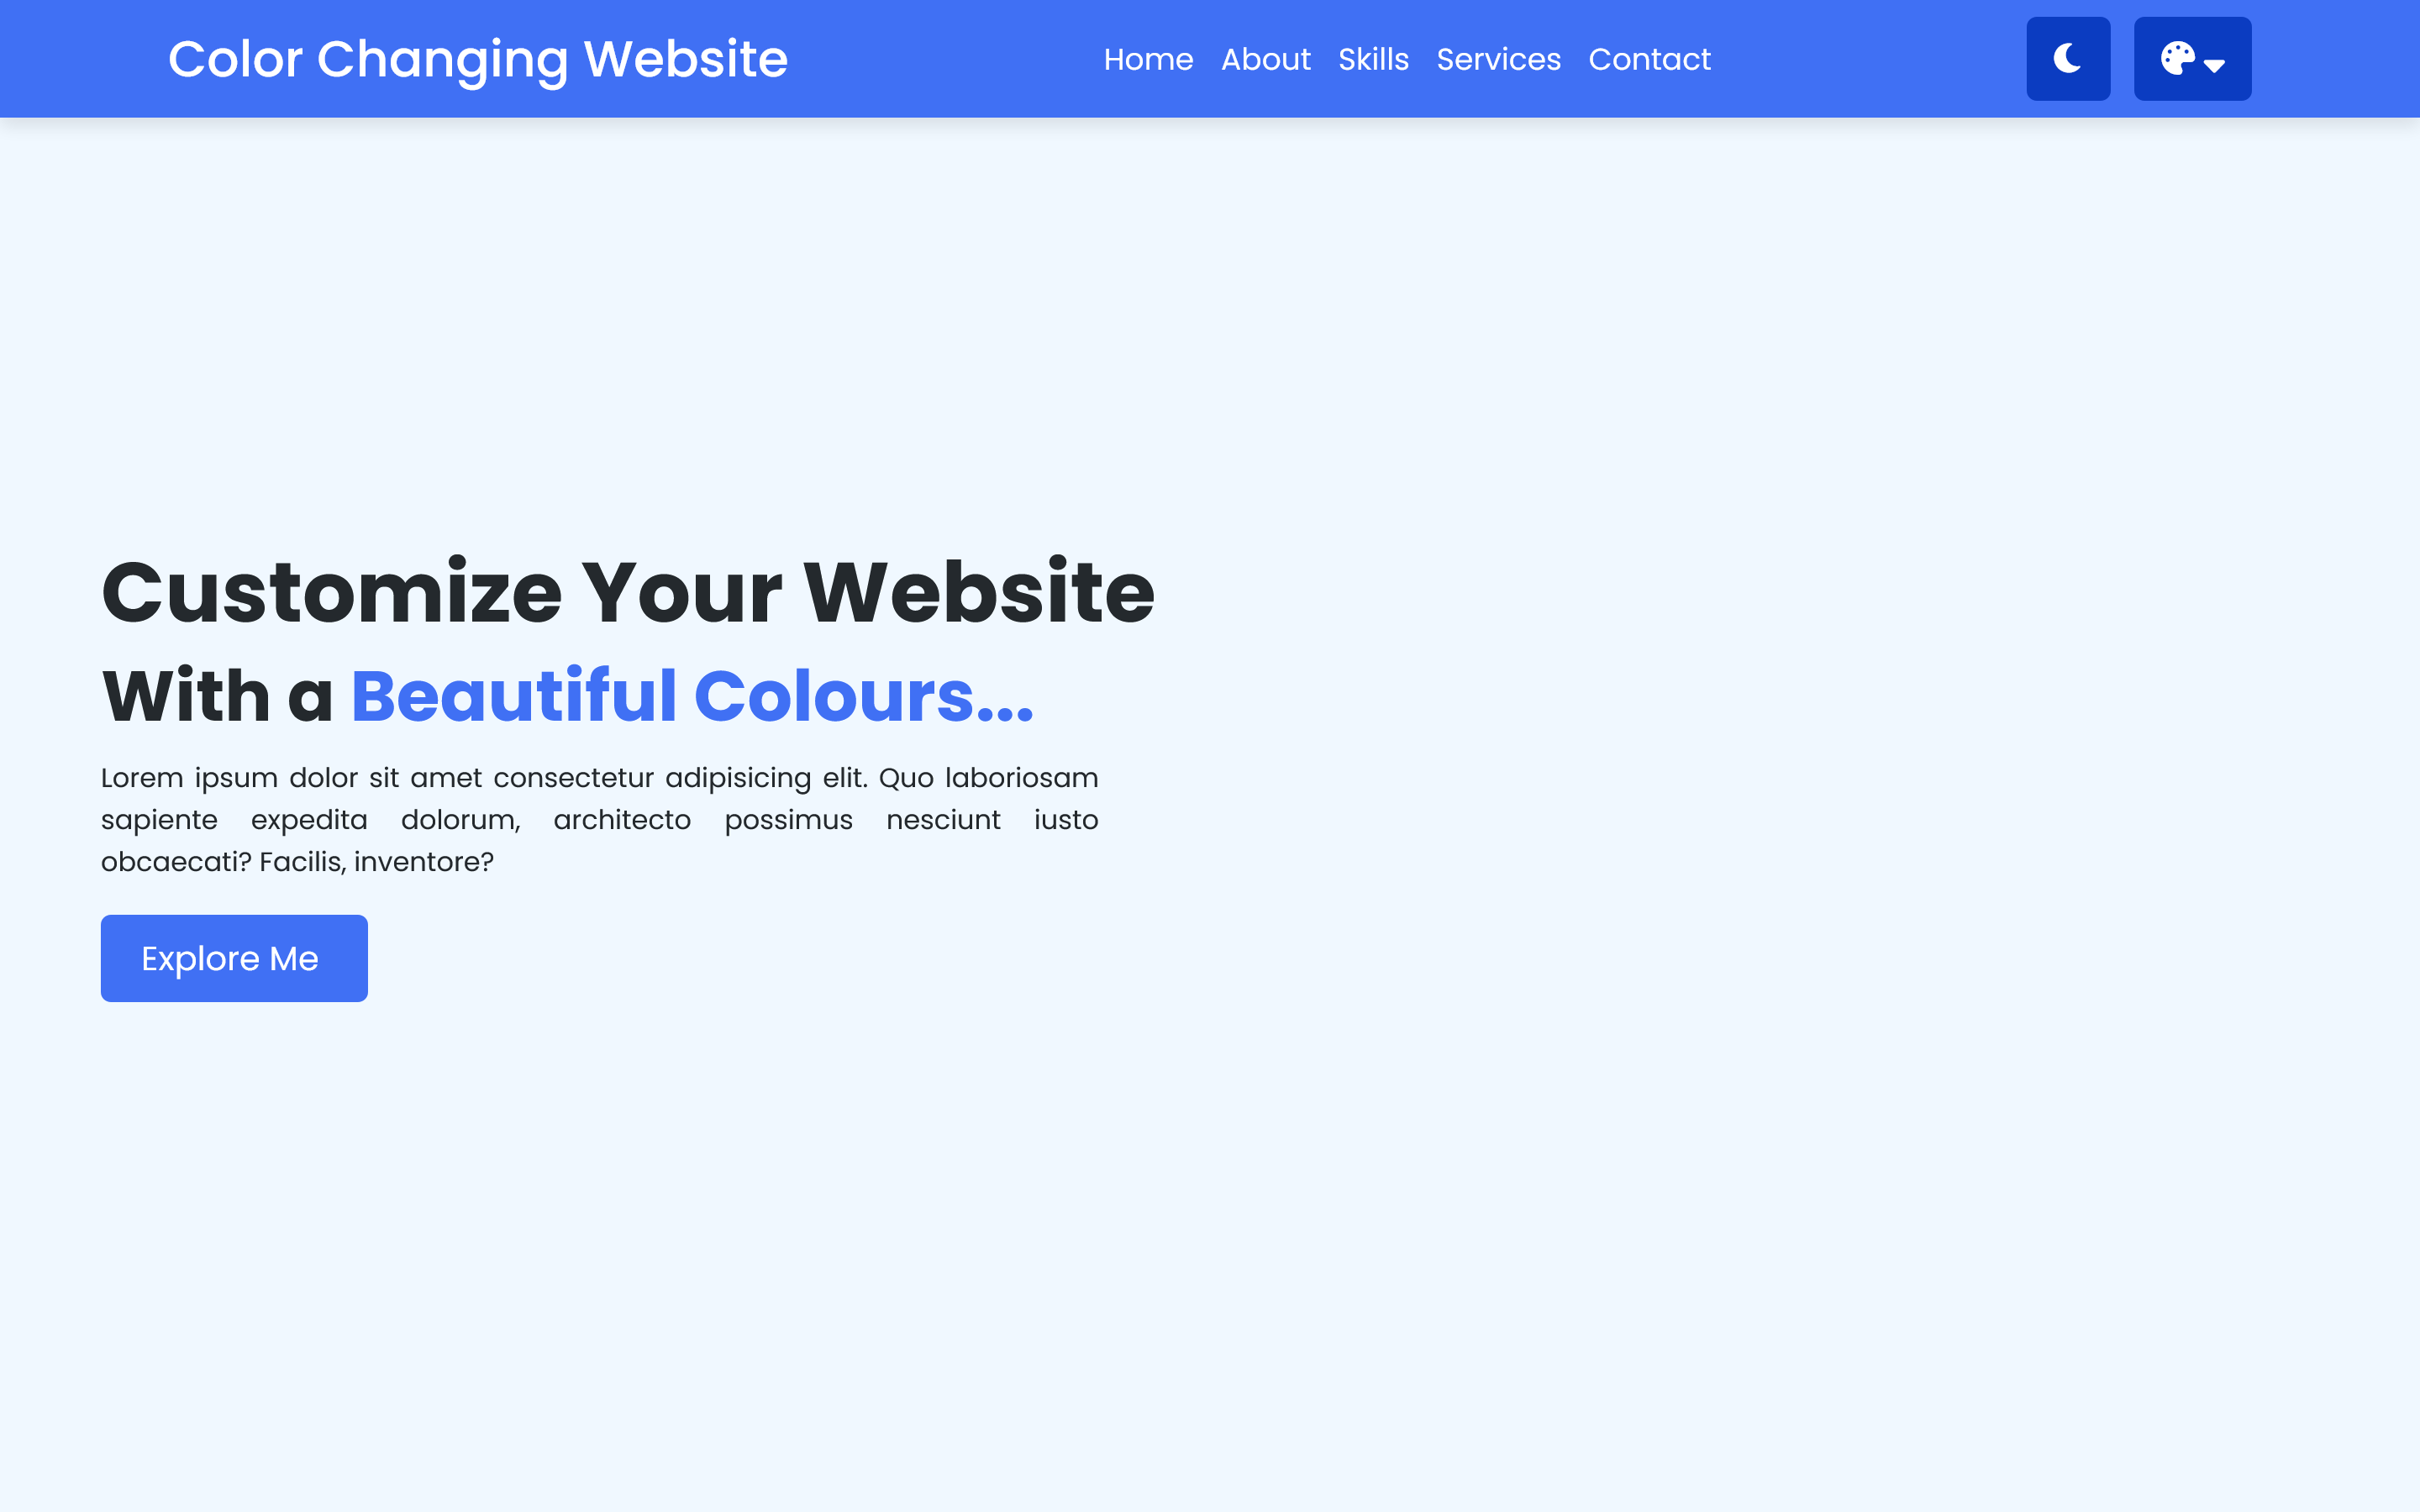 Color Changing Website
Home About Skills Services Contact
Customize Your Website
With a Beautiful Colours...
Lorem ipsum dolor sit amet consectetur adipisicing elit. Quo laboriosam
sapiente expedita dolorum, architecto possimus nesciunt iusto
obcaecati? Facilis, inventore?
Explore Me